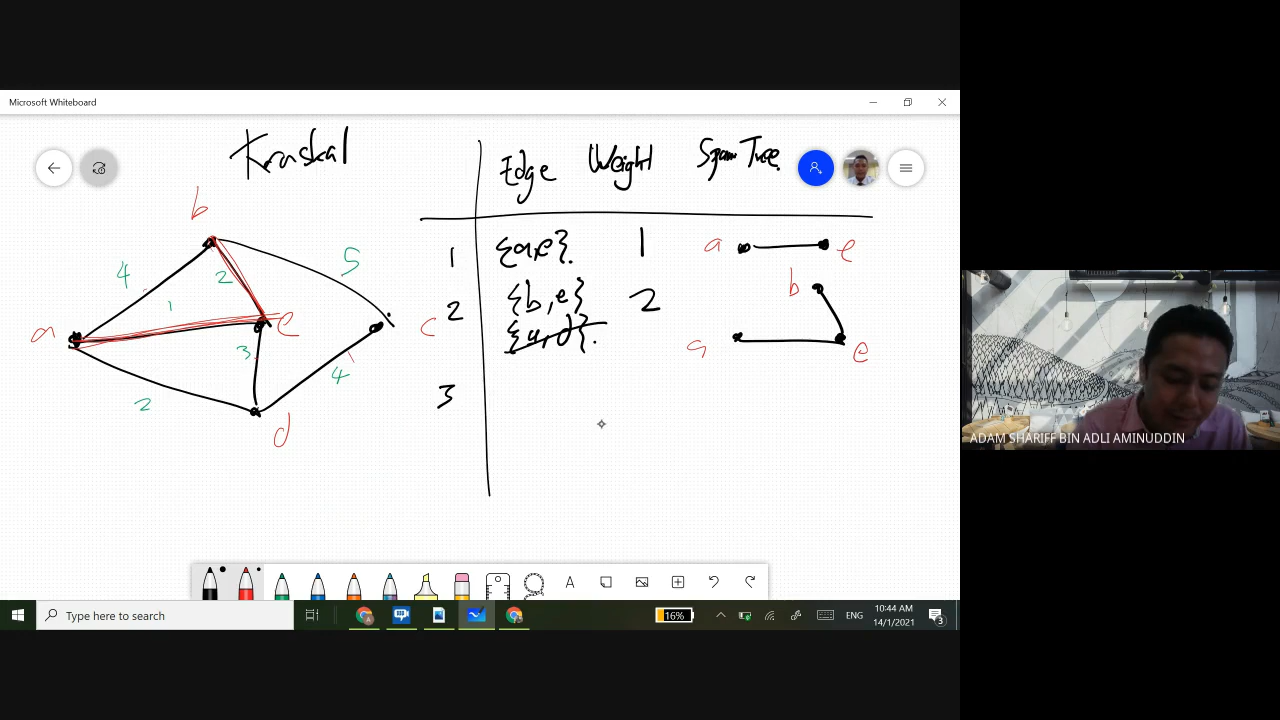 Microsoft Whiteboard
Kruskal
Edge Weight Span Tree
b
4
2
5
1
a
e
c
3
4
2
d
1 {a,e}. 1 a e
2 {b,e} 2 b
{a,d}. a e
3
ADAM SHARIFF BIN ADLI AMINUDDIN
A
Type here to search
16%
ENG
10:44 AM
14/1/2021
3